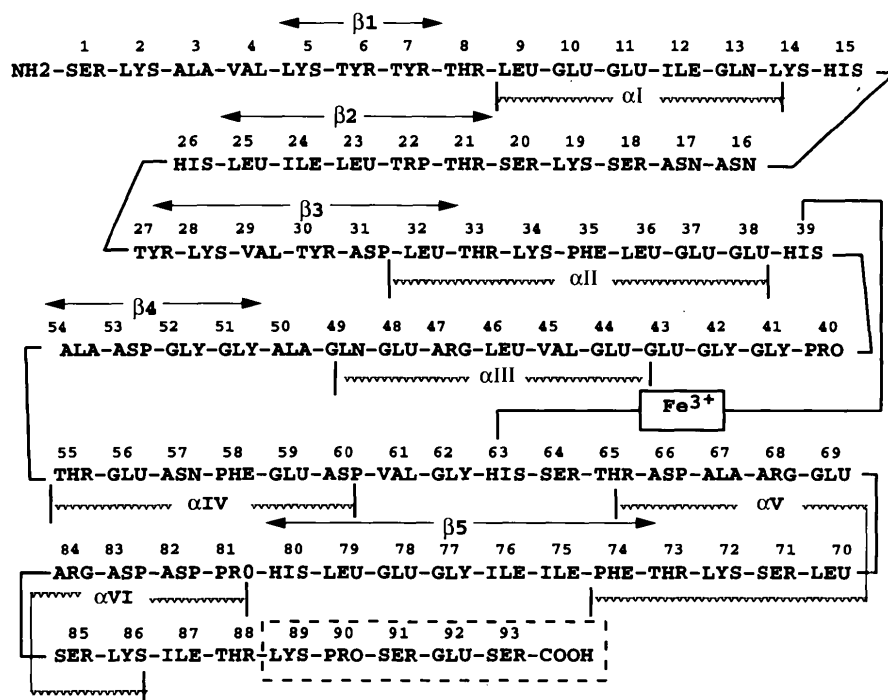 β1
1 2 3 4 5 6 7 8 9 10 11 12 13 14 15
NH2-SER-LYS-ALA-VAL-LYS-TYR-TYR-THR-LEU-GLU-GLU-ILE-GLN-LYS-HIS
αI
β2
26 25 24 23 22 21 20 19 18 17 16
HIS-LEU-ILE-LEU-TRP-THR-SER-LYS-SER-ASN-ASN
β3
27 28 29 30 31 32 33 34 35 36 37 38 39
TYR-LYS-VAL-TYR-ASP-LEU-THR-LYS-PHE-LEU-GLU-GLU-HIS
αII
β4
54 53 52 51 50 49 48 47 46 45 44 43 42 41 40
ALA-ASP-GLY-GLY-ALA-GLN-GLU-ARG-LEU-VAL-GLU-GLU-GLY-GLY-PRO
αIII
Fe3+
55 56 57 58 59 60 61 62 63 64 65 66 67 68 69
THR-GLU-ASN-PHE-GLU-ASP-VAL-GLY-HIS-SER-THR-ASP-ALA-ARG-GLU
αIV αV
β5
84 83 82 81 80 79 78 77 76 75 74 73 72 71 70
ARG-ASP-ASP-PRO-HIS-LEU-GLU-GLY-ILE-ILE-PHE-THR-LYS-SER-LEU
αVI
85 86 87 88 89 90 91 92 93
SER-LYS-ILE-THR-LYS-PRO-SER-GLU-SER-COOH